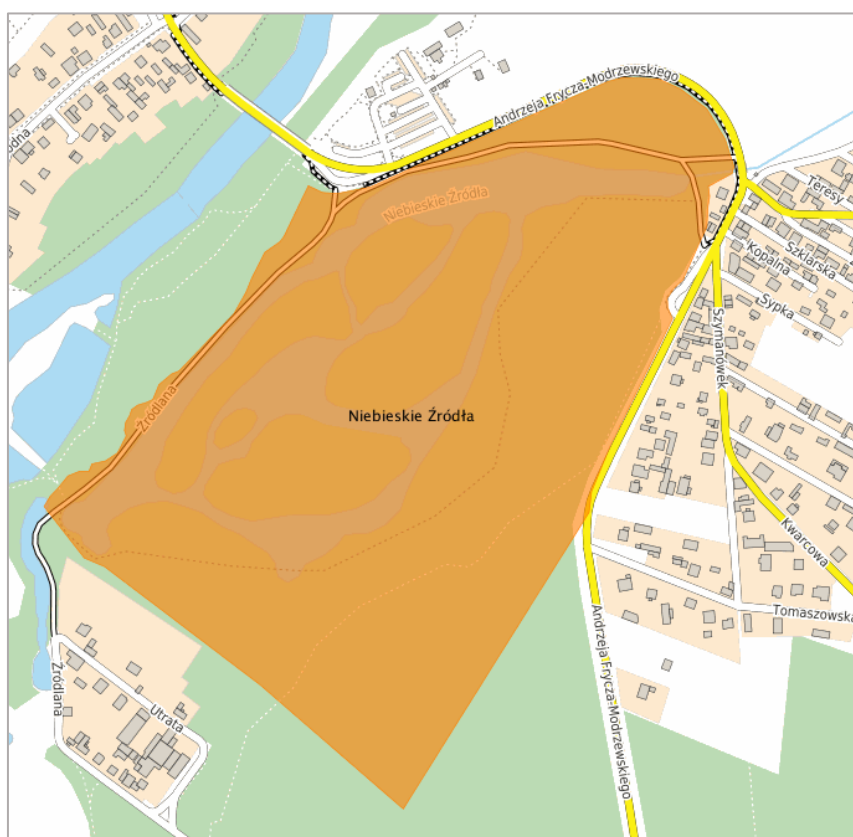 Andrzeja Frycza-Modrzewskiego
odna
Teresy
Niebieskie Źródła
Szklarska
Kopalna
Sypka
Szymanówek
Źródlana
Niebieskie Źródła
Kwarcowa
Tomaszowska
Andrzeja Frycza-Modrzewskiego
Źródlana
Utrata